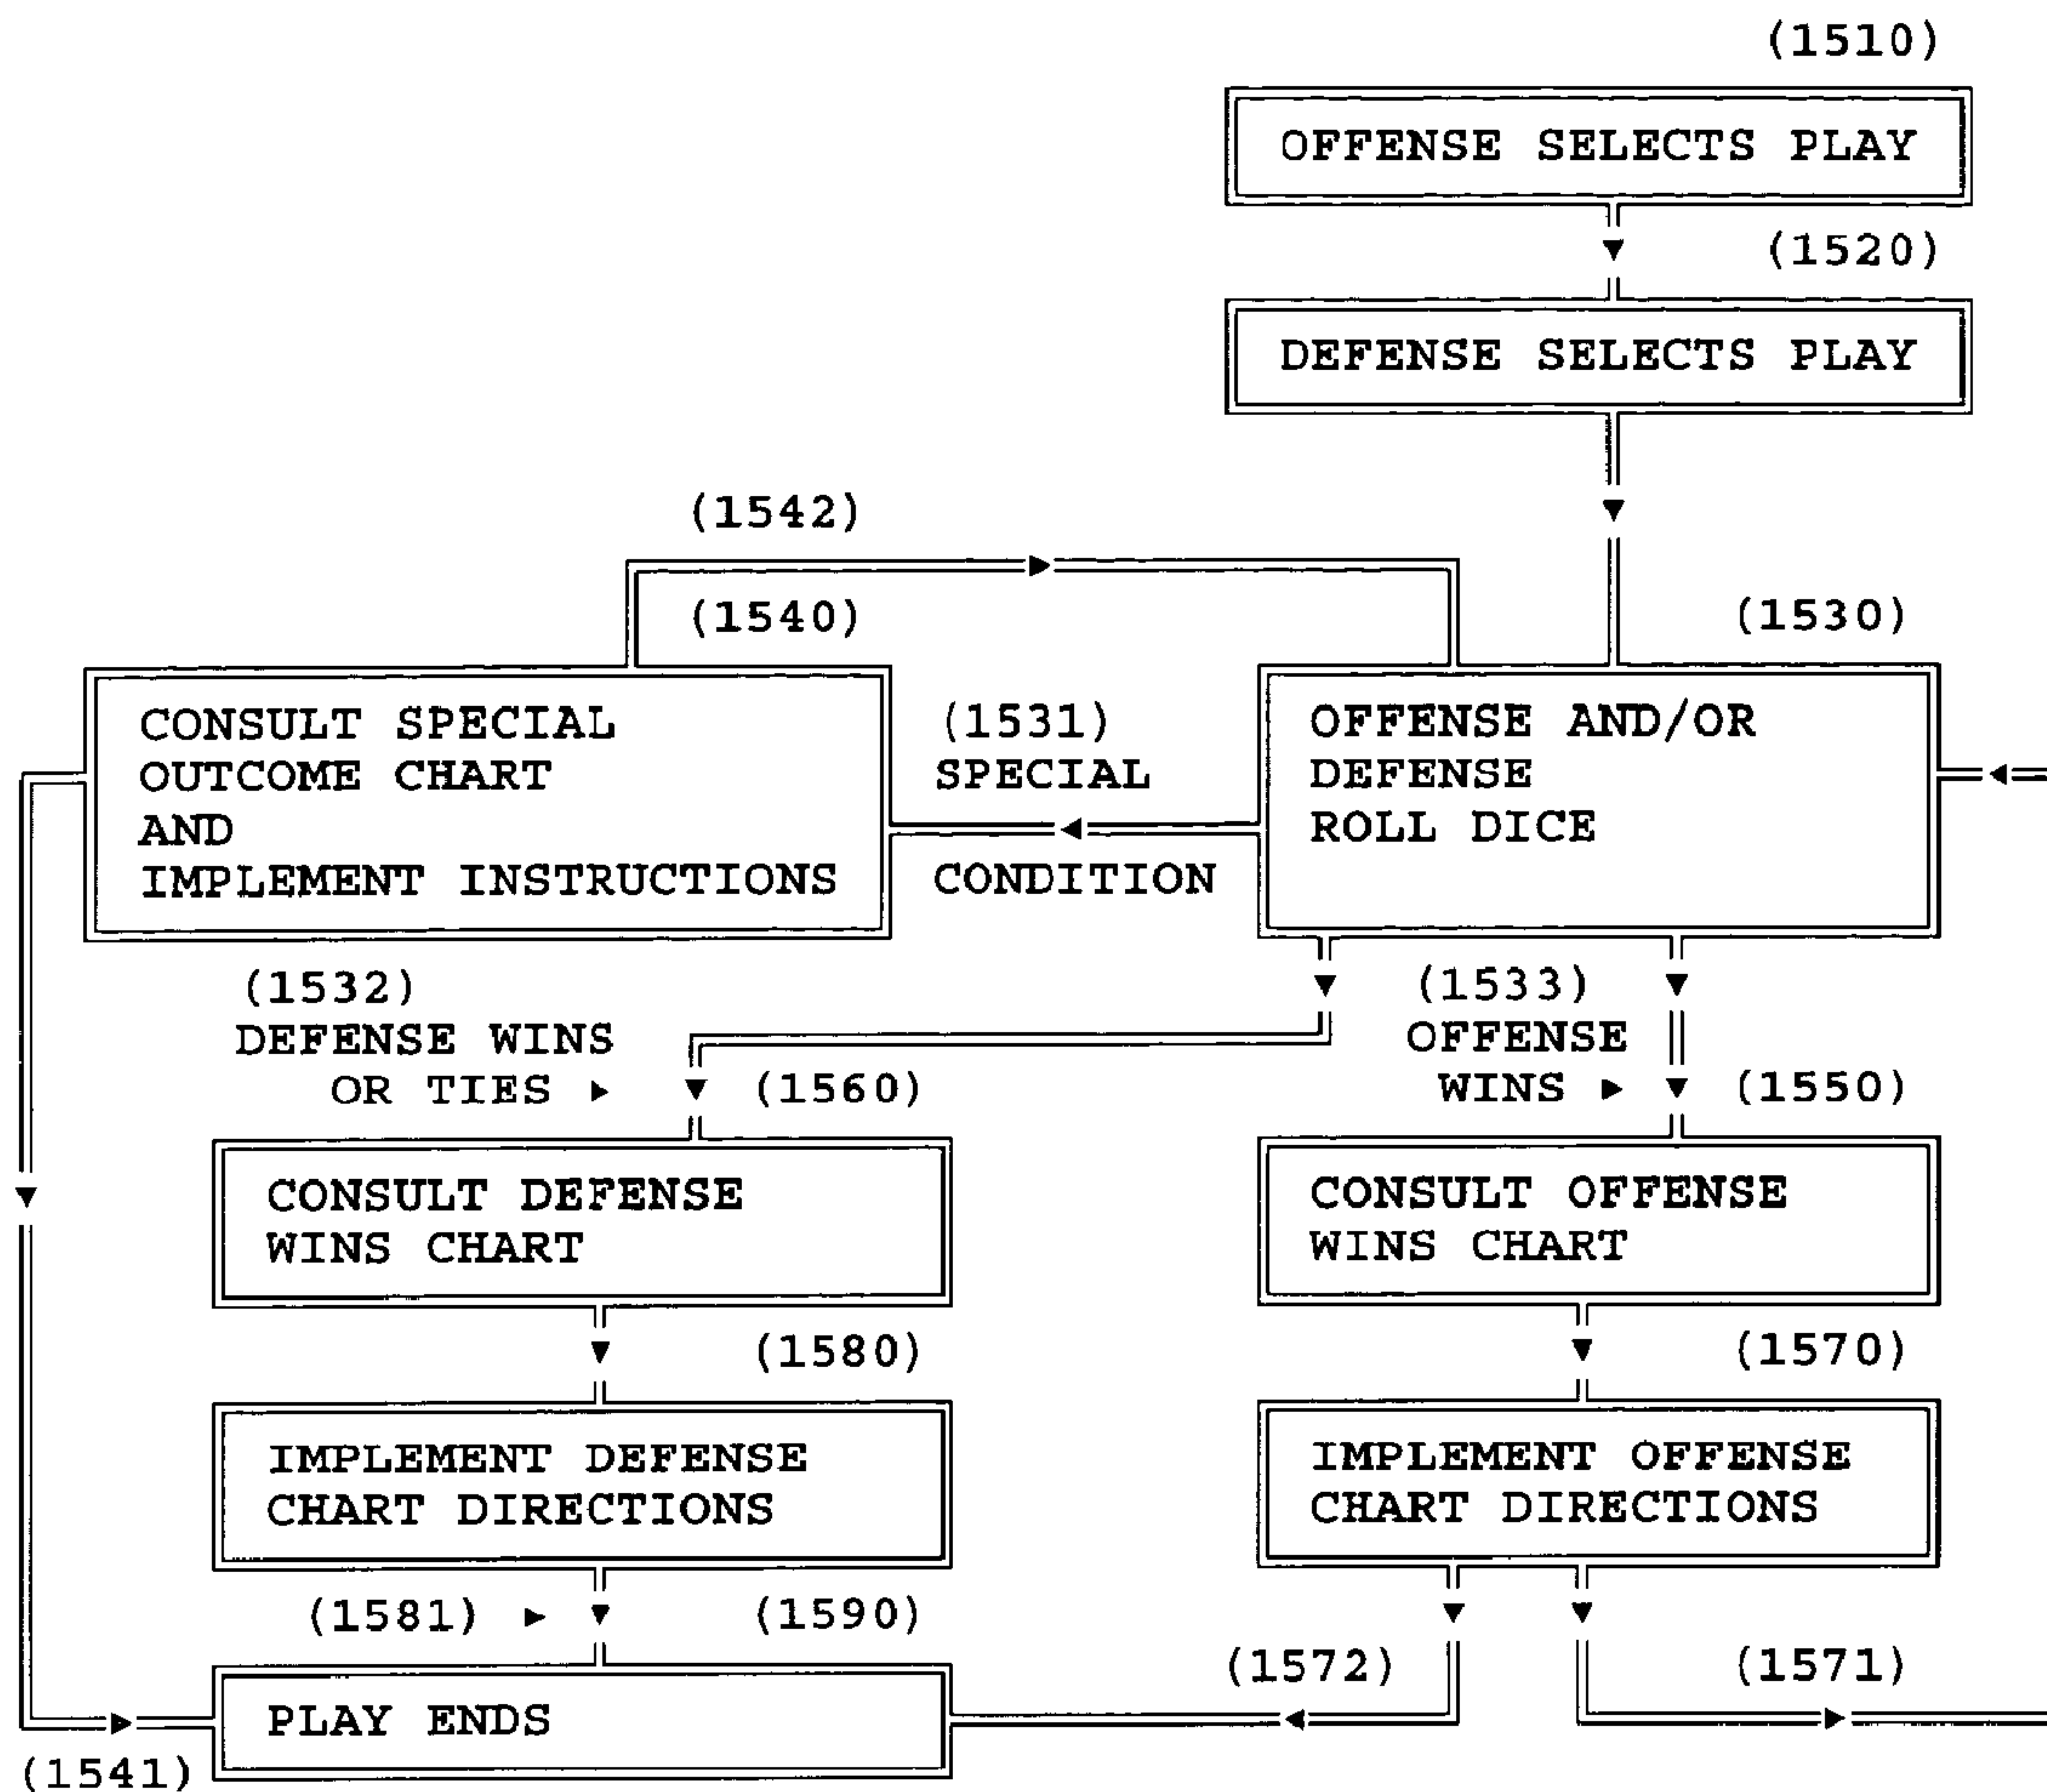 (1510)
OFFENSE SELECTS PLAY
(1520)
DEFENSE SELECTS PLAY
(1542)
(1540)
(1530)
CONSULT SPECIAL
OUTCOME CHART
AND
IMPLEMENT INSTRUCTIONS
(1531)
SPECIAL
CONDITION
OFFENSE AND/OR
DEFENSE
ROLL DICE
(1532)
DEFENSE WINS
OR TIES
(1560)
(1533)
OFFENSE
WINS
(1550)
CONSULT DEFENSE
WINS CHART
CONSULT OFFENSE
WINS CHART
(1580)
(1570)
IMPLEMENT DEFENSE
CHART DIRECTIONS
IMPLEMENT OFFENSE
CHART DIRECTIONS
(1581)
(1590)
(1572)
(1571)
PLAY ENDS
(1541)